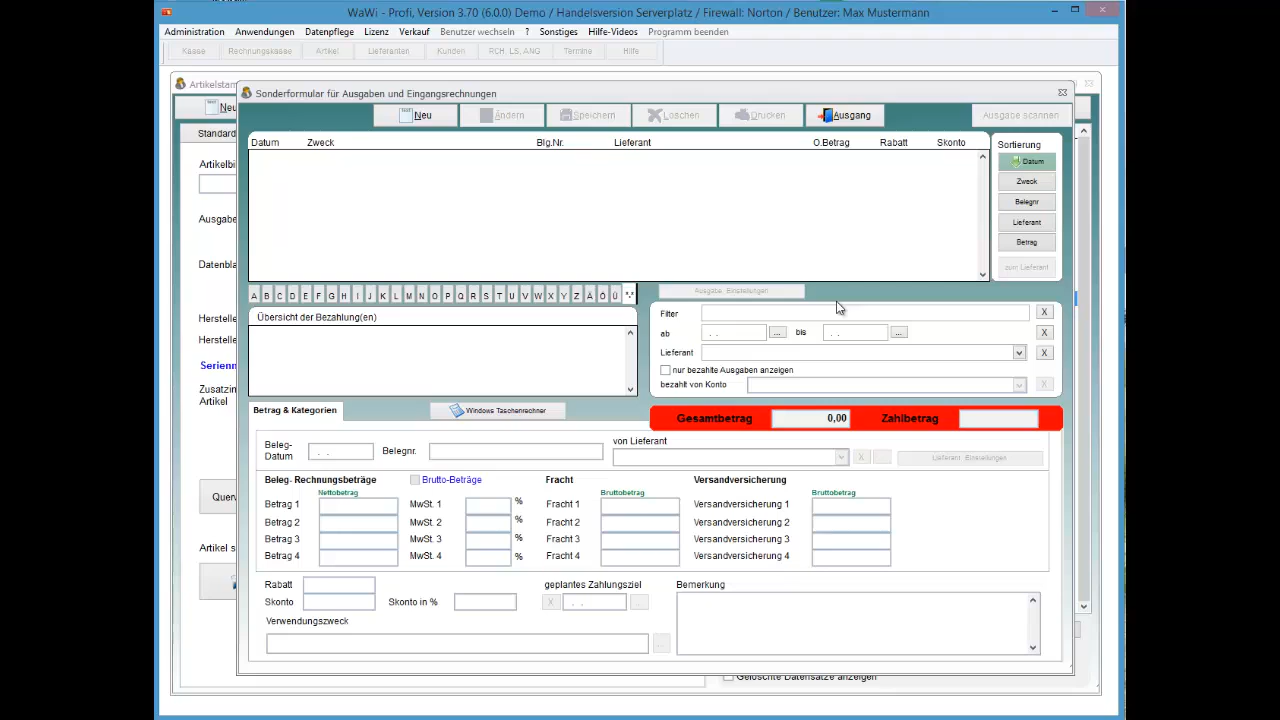 WaWi - Profi, Version 3.70 (6.0.0) Demo / Handelsversion Serverplatz / Firewall: Norton / Benutzer: Max Mustermann
Administration Anwendungen Datenpflege Lizenz Verkauf Benutzer wechseln ? Sonstiges Hilfe-Videos Programm beenden
Kasse Rechnungskasse Artikel Lieferanten Kunden RCH, LS, ANG Termine Hilfe
Artikelstam
Sonderformular für Ausgaben und Eingangsrechnungen
Neu
Neu Ändern Speichern Löschen Drucken Ausgang Ausgabe scannen
Standard
Datum Zweck Blg.Nr. Lieferant O.Betrag Rabatt Skonto
Sortierung
Datum
Zweck
Belegnr
Lieferant
Betrag
zum Lieferant
Artikelbi
Ausgabe
Datenbla
Herstelle
Herstelle
Serienn
Zusatzin
Artikel
Querv
Artikel s
A B C D E F G H I J K L M N O P Q R S T U V W X Y Z Ä Ö Ü *.*
Ausgabe. Einstellungen
Übersicht der Bezahlung(en)
Filter X
ab . . ... bis . . ... X
Lieferant X
nur bezahlte Ausgaben anzeigen
bezahlt von Konto X
Betrag & Kategorien Windows Taschenrechner
Gesamtbetrag 0,00 Zahlbetrag
Beleg-
Datum . . Belegnr.
von Lieferant
X Lieferant .Einstellungen
Beleg- Rechnungsbeträge Brutto-Beträge Fracht Versandversicherung
Nettobetrag Bruttobetrag Bruttobetrag
Betrag 1 MwSt. 1 % Fracht 1 Versandversicherung 1
Betrag 2 MwSt. 2 % Fracht 2 Versandversicherung 2
Betrag 3 MwSt. 3 % Fracht 3 Versandversicherung 3
Betrag 4 MwSt. 4 % Fracht 4 Versandversicherung 4
Rabatt geplantes Zahlungsziel Bemerkung
Skonto Skonto in % X . . ...
Verwendungszweck
...
Gelöschte Datensätze anzeigen